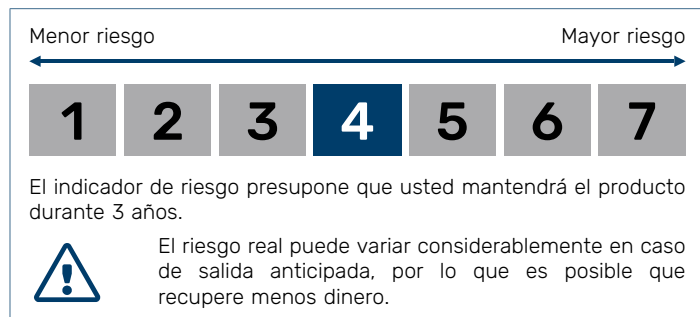 Menor riesgo Mayor riesgo
1 2 3 4 5 6 7
El indicador de riesgo presupone que usted mantendrá el producto
durante 3 años.
El riesgo real puede variar considerablemente en caso
de salida anticipada, por lo que es posible que
recupere menos dinero.